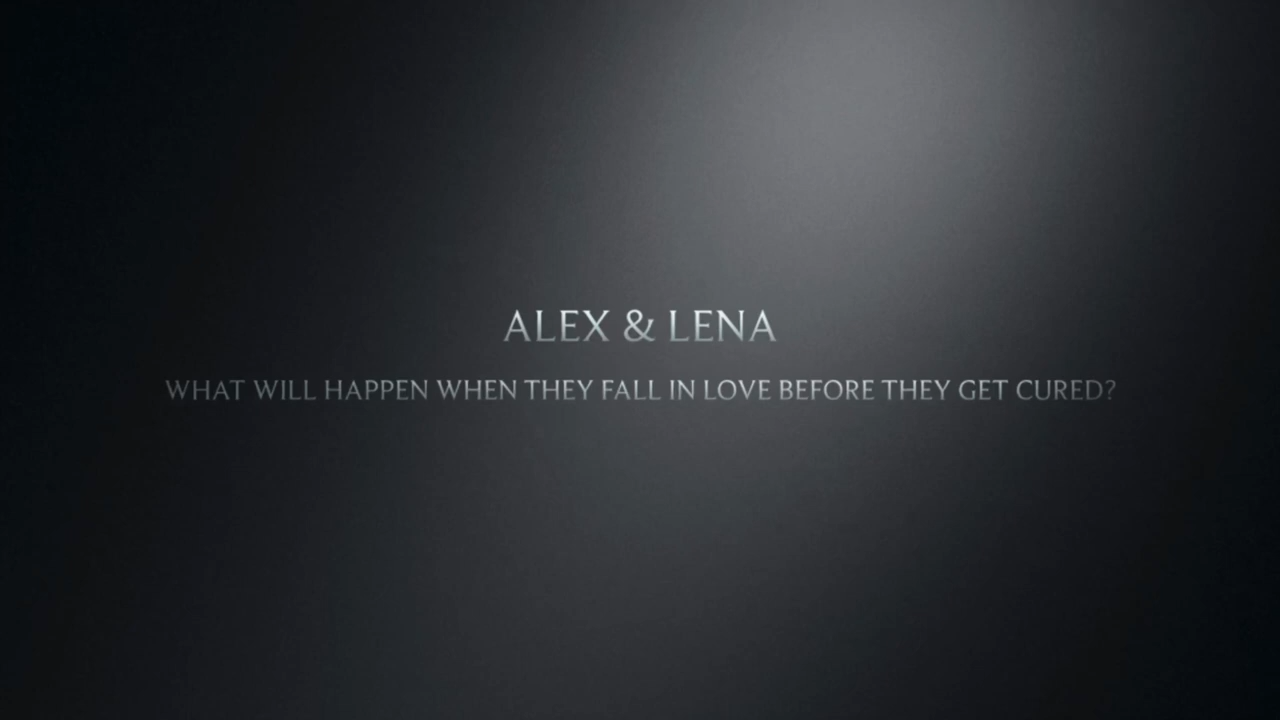 ALEX & LENA
WHAT WILL HAPPEN WHEN THEY FALL IN LOVE BEFORE THEY GET CURED?